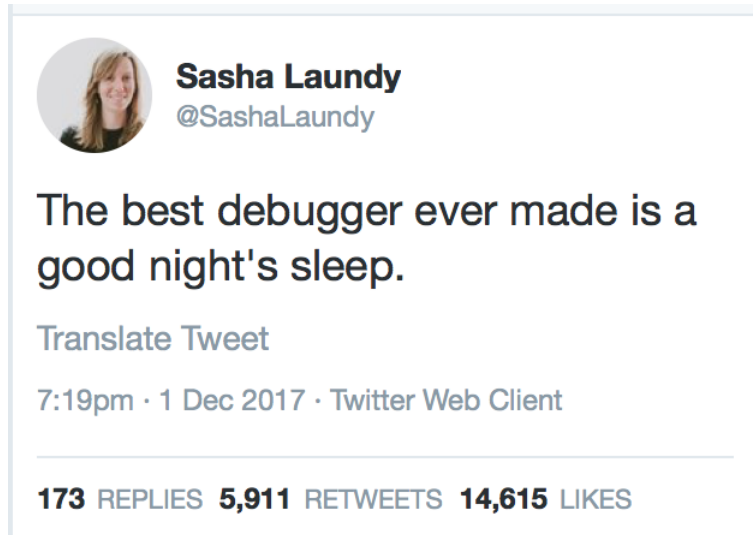 Sasha Laundy
@SashaLaundy
The best debugger ever made is a
good night's sleep.
Translate Tweet
7:19pm · 1 Dec 2017 · Twitter Web Client
173 REPLIES 5,911 RETWEETS 14,615 LIKES